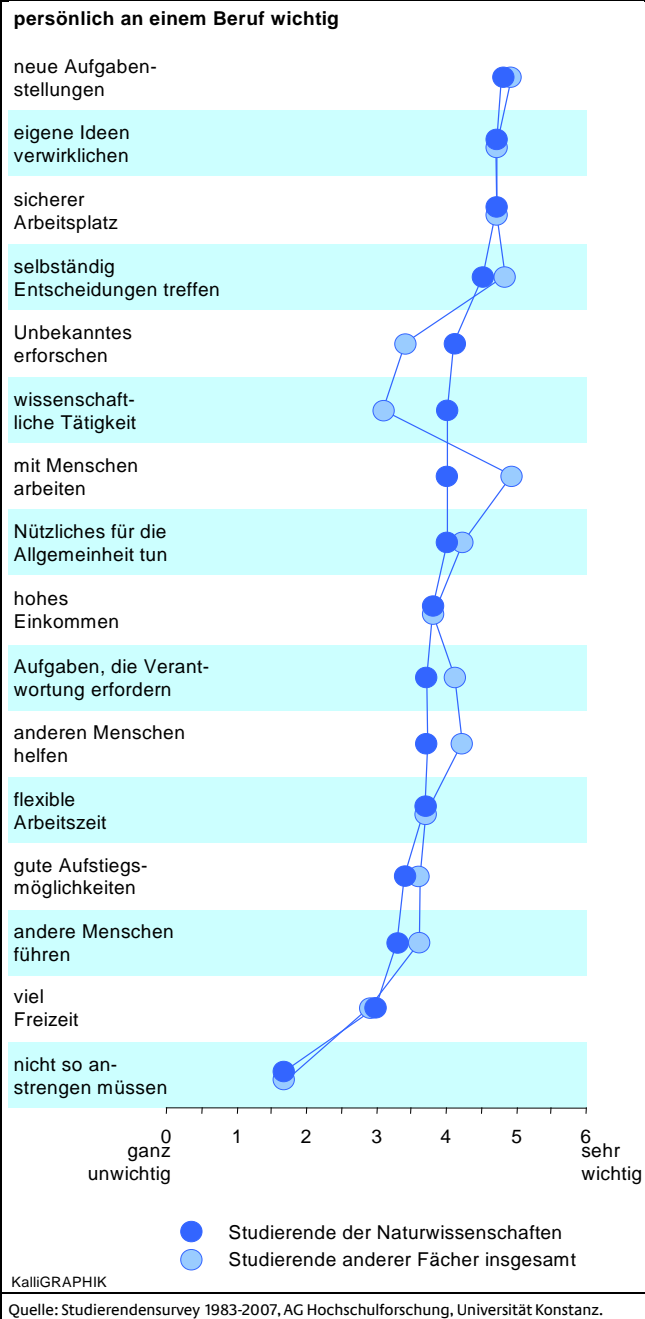 persönlich an einem Beruf wichtig
neue Aufgaben-
stellungen
eigene Ideen
verwirklichen
sicherer
Arbeitsplatz
selbständig
Entscheidungen treffen
Unbekanntes
erforschen
wissenschaft-
liche Tätigkeit
mit Menschen
arbeiten
Nützliches für die
Allgemeinheit tun
hohes
Einkommen
Aufgaben, die Verant-
wortung erfordern
anderen Menschen
helfen
flexible
Arbeitszeit
gute Aufstiegs-
möglichkeiten
andere Menschen
führen
viel
Freizeit
nicht so an-
strengen müssen
0 1 2 3 4 5 6
ganz
unwichtig
sehr
wichtig
Studierende der Naturwissenschaften
Studierende anderer Fächer insgesamt
KalliGRAPHIK
Quelle: Studierendensurvey 1983-2007, AG Hochschulforschung, Universität Konstanz.